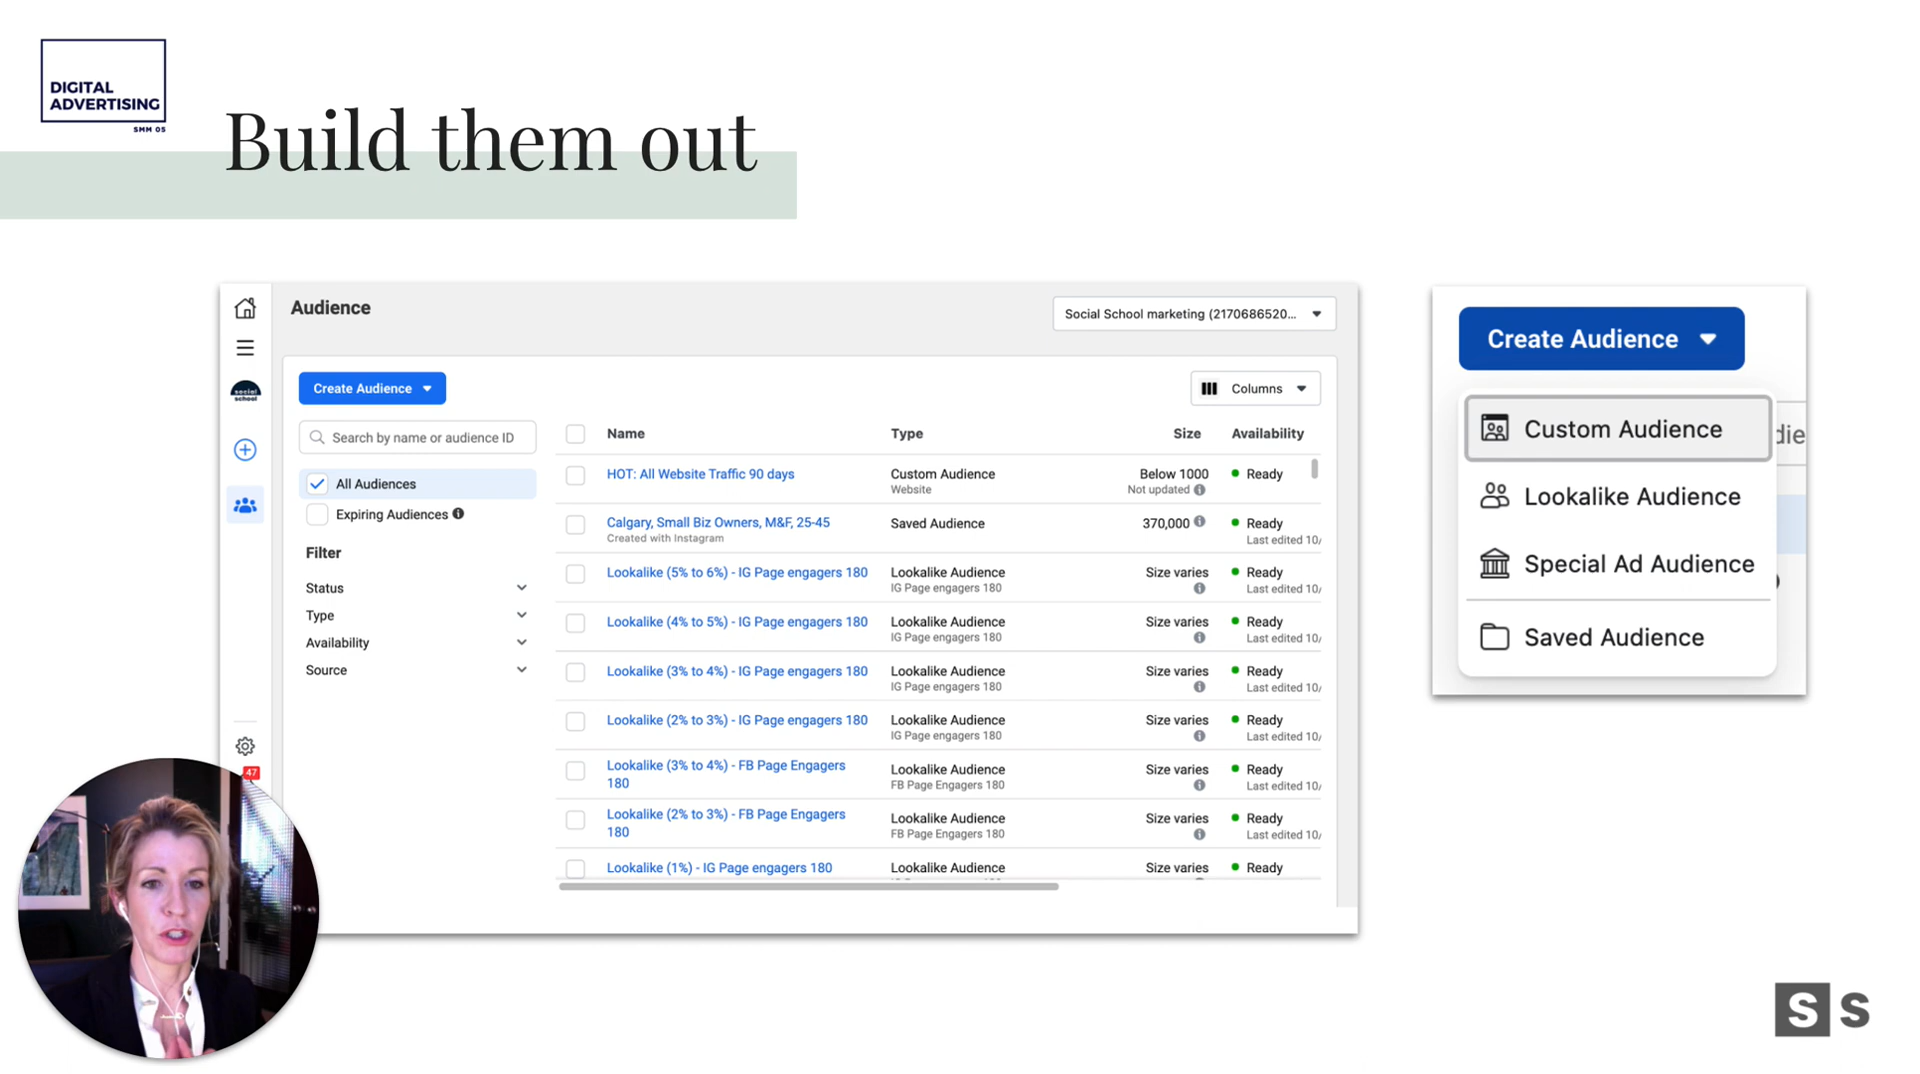 DIGITAL
ADVERTISING
SMM 05
Build them out
Audience
Social School marketing (2170686520...
social
school
Create Audience
Columns
Search by name or audience ID
All Audiences
Expiring Audiences
Filter
Status
Type
Availability
Source
47
Name Type Size Availability
HOT: All Website Traffic 90 days Custom Audience Below 1000 Ready
Website Not updated
Calgary, Small Biz Owners, M&F, 25-45 Saved Audience 370,000 Ready
Created with Instagram Last edited 10/
Lookalike (5% to 6%) - IG Page engagers 180 Lookalike Audience Size varies Ready
IG Page engagers 180 Last edited 10/
Lookalike (4% to 5%) - IG Page engagers 180 Lookalike Audience Size varies Ready
IG Page engagers 180 Last edited 10/
Lookalike (3% to 4%) - IG Page engagers 180 Lookalike Audience Size varies Ready
IG Page engagers 180 Last edited 10/
Lookalike (2% to 3%) - IG Page engagers 180 Lookalike Audience Size varies Ready
IG Page engagers 180 Last edited 10/
Lookalike (3% to 4%) - FB Page Engagers Lookalike Audience Size varies Ready
180 FB Page Engagers 180 Last edited 10/
Lookalike (2% to 3%) - FB Page Engagers Lookalike Audience Size varies Ready
180 FB Page Engagers 180 Last edited 10/
Lookalike (1%) - IG Page engagers 180 Lookalike Audience Size varies Ready
Create Audience
Custom Audience
die
Lookalike Audience
Special Ad Audience
Saved Audience
S S